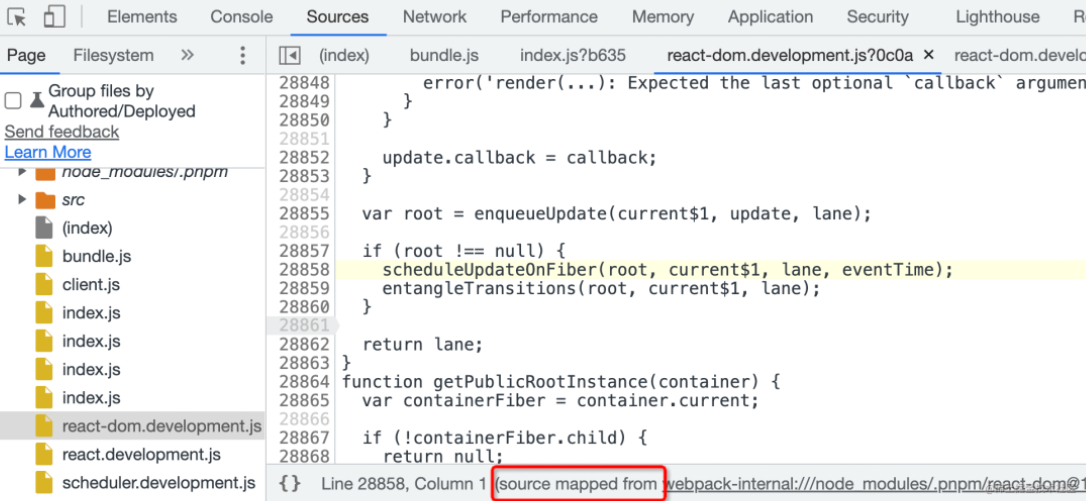 Elements Console Sources Network Performance Memory Application Security Lighthouse
Page Filesystem » (index) bundle.js index.js?b635 react-dom.development.js?0c0a × react-dom.develo
Group files by
Authored/Deployed
Send feedback
Learn More
node_modules/.pnpm
src
(index)
bundle.js
client.js
index.js
index.js
index.js
index.js
react-dom.development.js
react.development.js
scheduler.development.js
28848 error('render(...): Expected the last optional `callback` argumen
28849 }
28850 }
28851
28852 update.callback = callback;
28853 }
28854
28855 var root = enqueueUpdate(current$1, update, lane);
28856
28857 if (root !== null) {
28858 scheduleUpdateOnFiber(root, current$1, lane, eventTime);
28859 entangleTransitions(root, current$1, lane);
28860 }
28861
28862 return lane;
28863 }
28864 function getPublicRootInstance(container) {
28865 var containerFiber = container.current;
28866
28867 if (!containerFiber.child) {
28868 return null;
{} Line 28858, Column 1 (source mapped from webpack-internal:///node_modules/.pnpm/react-dom@1